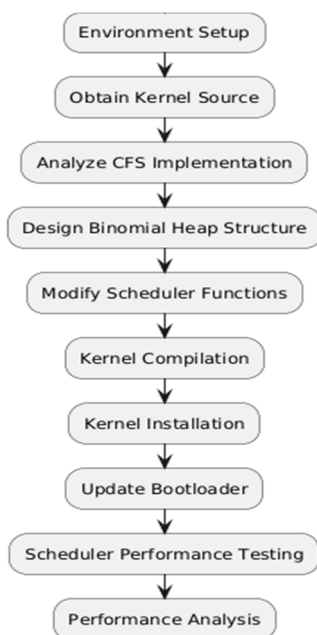 Environment Setup
Obtain Kernel Source
Analyze CFS Implementation
Design Binomial Heap Structure
Modify Scheduler Functions
Kernel Compilation
Kernel Installation
Update Bootloader
Scheduler Performance Testing
Performance Analysis